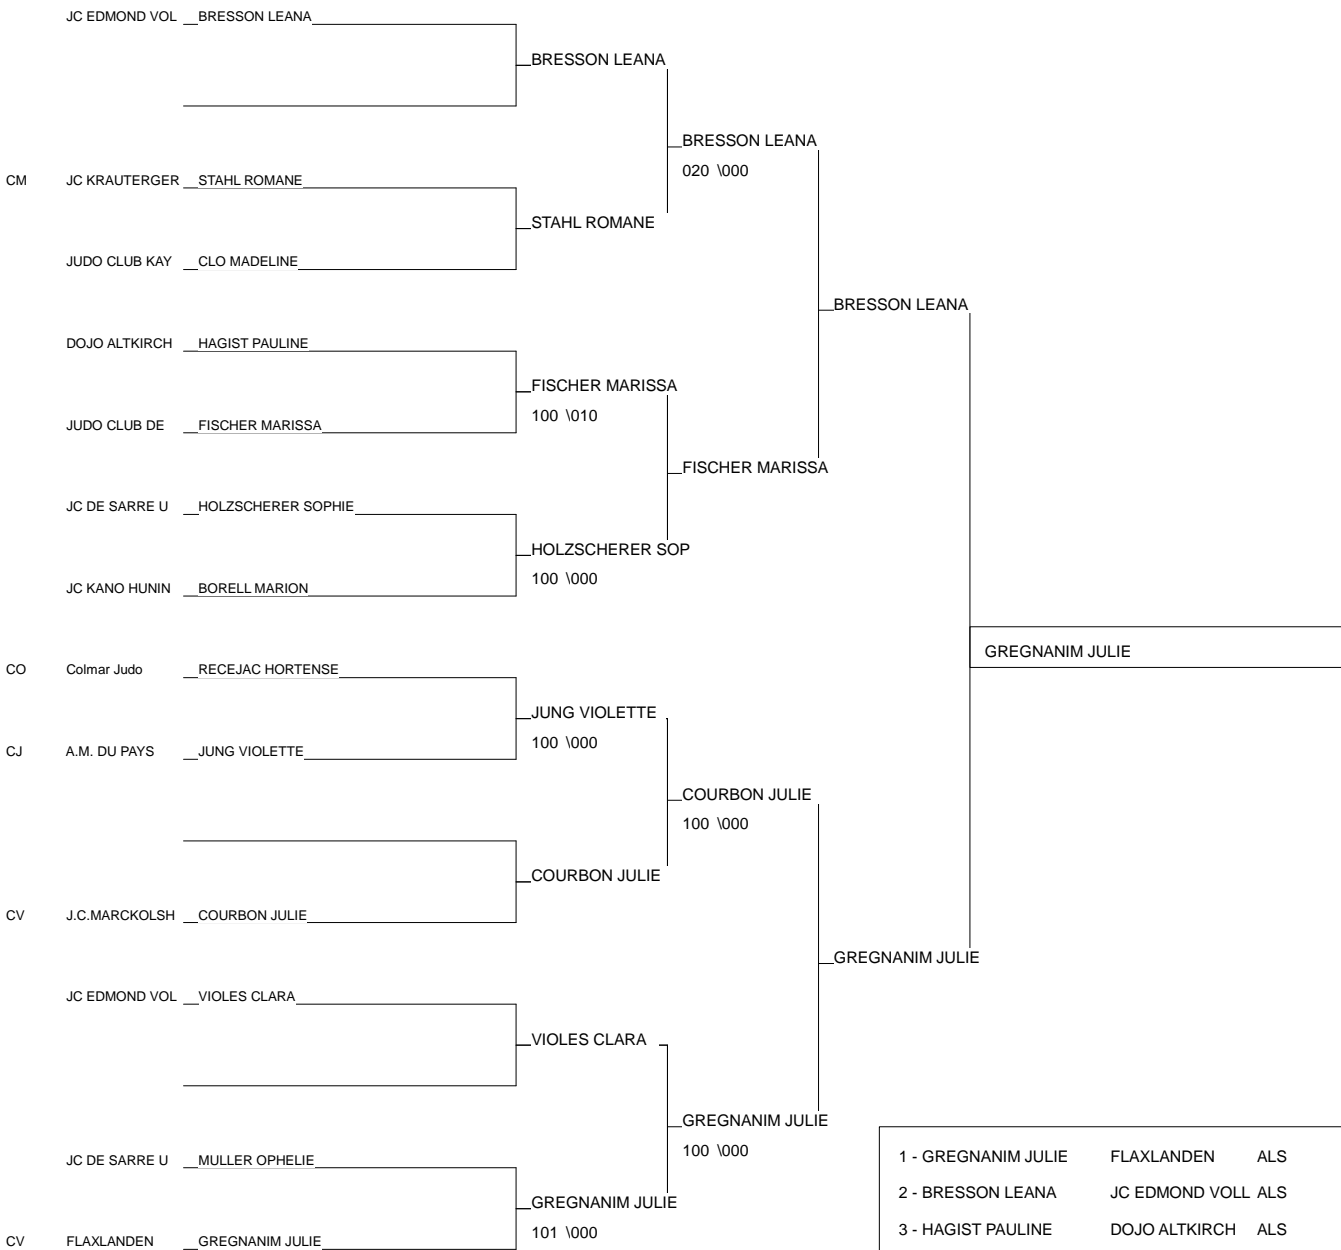 JC EDMOND VOL BRESSON LEANA
BRESSON LEANA
BRESSON LEANA
020 \000
CM JC KRAUTERGER STAHL ROMANE
STAHL ROMANE
JUDO CLUB KAY CLO MADELINE
BRESSON LEANA
DOJO ALTKIRCH HAGIST PAULINE
FISCHER MARISSA
100 \010
JUDO CLUB DE FISCHER MARISSA
FISCHER MARISSA
JC DE SARRE U HOLZSCHERER SOPHIE
HOLZSCHERER SOP
100 \000
JC KANO HUNIN BORELL MARION
GREGNANIM JULIE
CO Colmar Judo RECEJAC HORTENSE
JUNG VIOLETTE
100 \000
CJ A.M. DU PAYS JUNG VIOLETTE
COURBON JULIE
100 \000
COURBON JULIE
CV J.C.MARCKOLSH COURBON JULIE
GREGNANIM JULIE
JC EDMOND VOL VIOLES CLARA
VIOLES CLARA
GREGNANIM JULIE
100 \000
JC DE SARRE U MULLER OPHELIE
GREGNANIM JULIE
101 \000
CV FLAXLANDEN GREGNANIM JULIE
1 - GREGNANIM JULIE FLAXLANDEN ALS
2 - BRESSON LEANA JC EDMOND VOLL ALS
3 - HAGIST PAULINE DOJO ALTKIRCH ALS